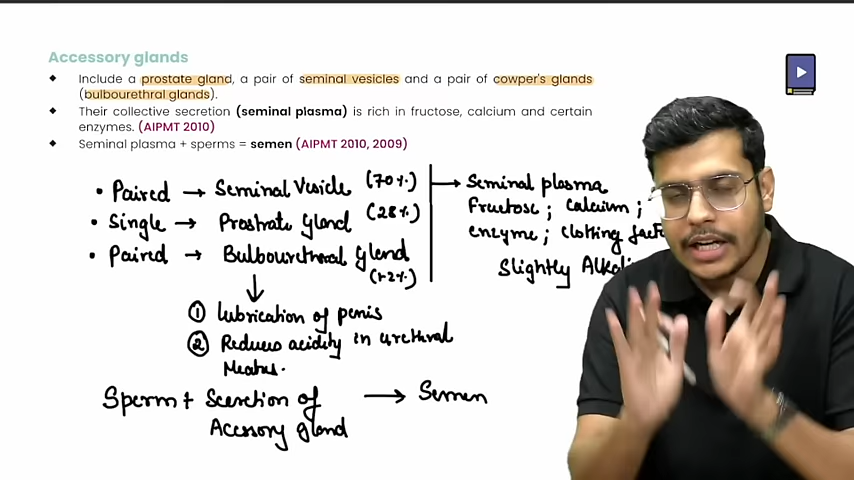 Accessory glands
❖ Include a prostate gland, a pair of seminal vesicles and a pair of cowper's glands
(bulbourethral glands).
❖ Their collective secretion (seminal plasma) is rich in fructose, calcium and certain
enzymes. (AIPMT 2010)
❖ Seminal plasma + sperms = semen (AIPMT 2010, 2009)
• Paired → Seminal Vesicle (70%) → Seminal plasma
Fructose ; Calcium ;
• Single → Prostrate Gland (28%)
enzyme ; Clotting
• Paired → Bulbourethral Gland
Slightly
(1-2%)
① lubrication of penis
② Reduces acidity in urethral
Meatus.
Sperm + Secretion of → Semen
Accessory gland